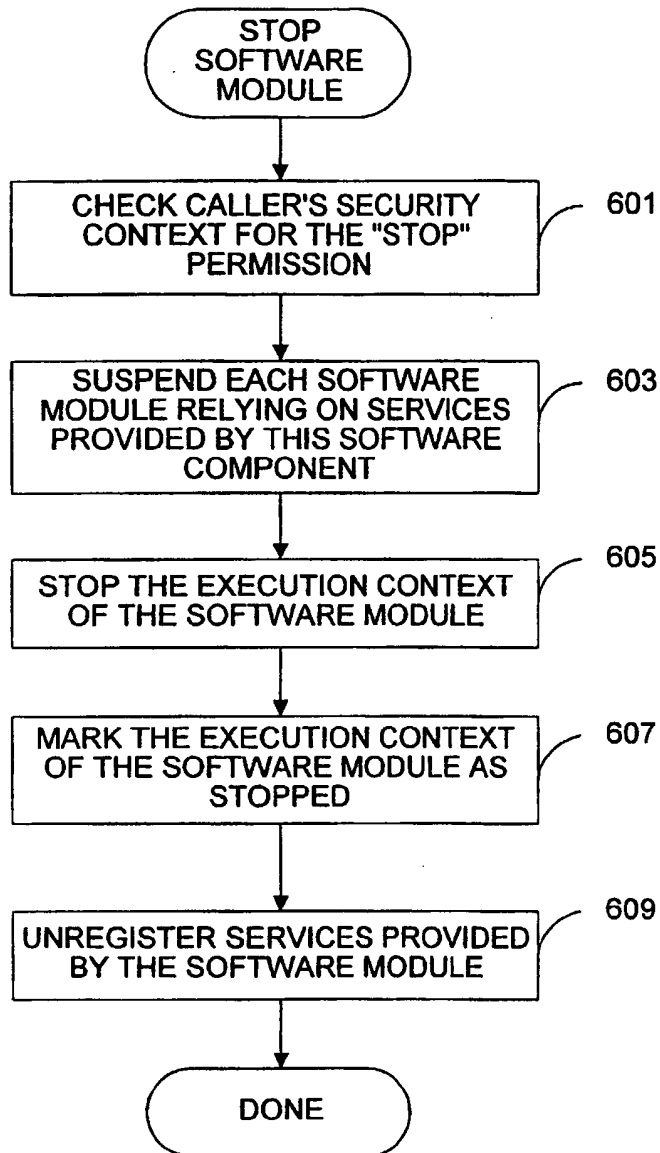 STOP
SOFTWARE
MODULE
CHECK CALLER'S SECURITY
CONTEXT FOR THE "STOP"
PERMISSION
601
SUSPEND EACH SOFTWARE
MODULE RELYING ON SERVICES
PROVIDED BY THIS SOFTWARE
COMPONENT
603
STOP THE EXECUTION CONTEXT
OF THE SOFTWARE MODULE
605
MARK THE EXECUTION CONTEXT
OF THE SOFTWARE MODULE AS
STOPPED
607
UNREGISTER SERVICES PROVIDED
BY THE SOFTWARE MODULE
609
DONE